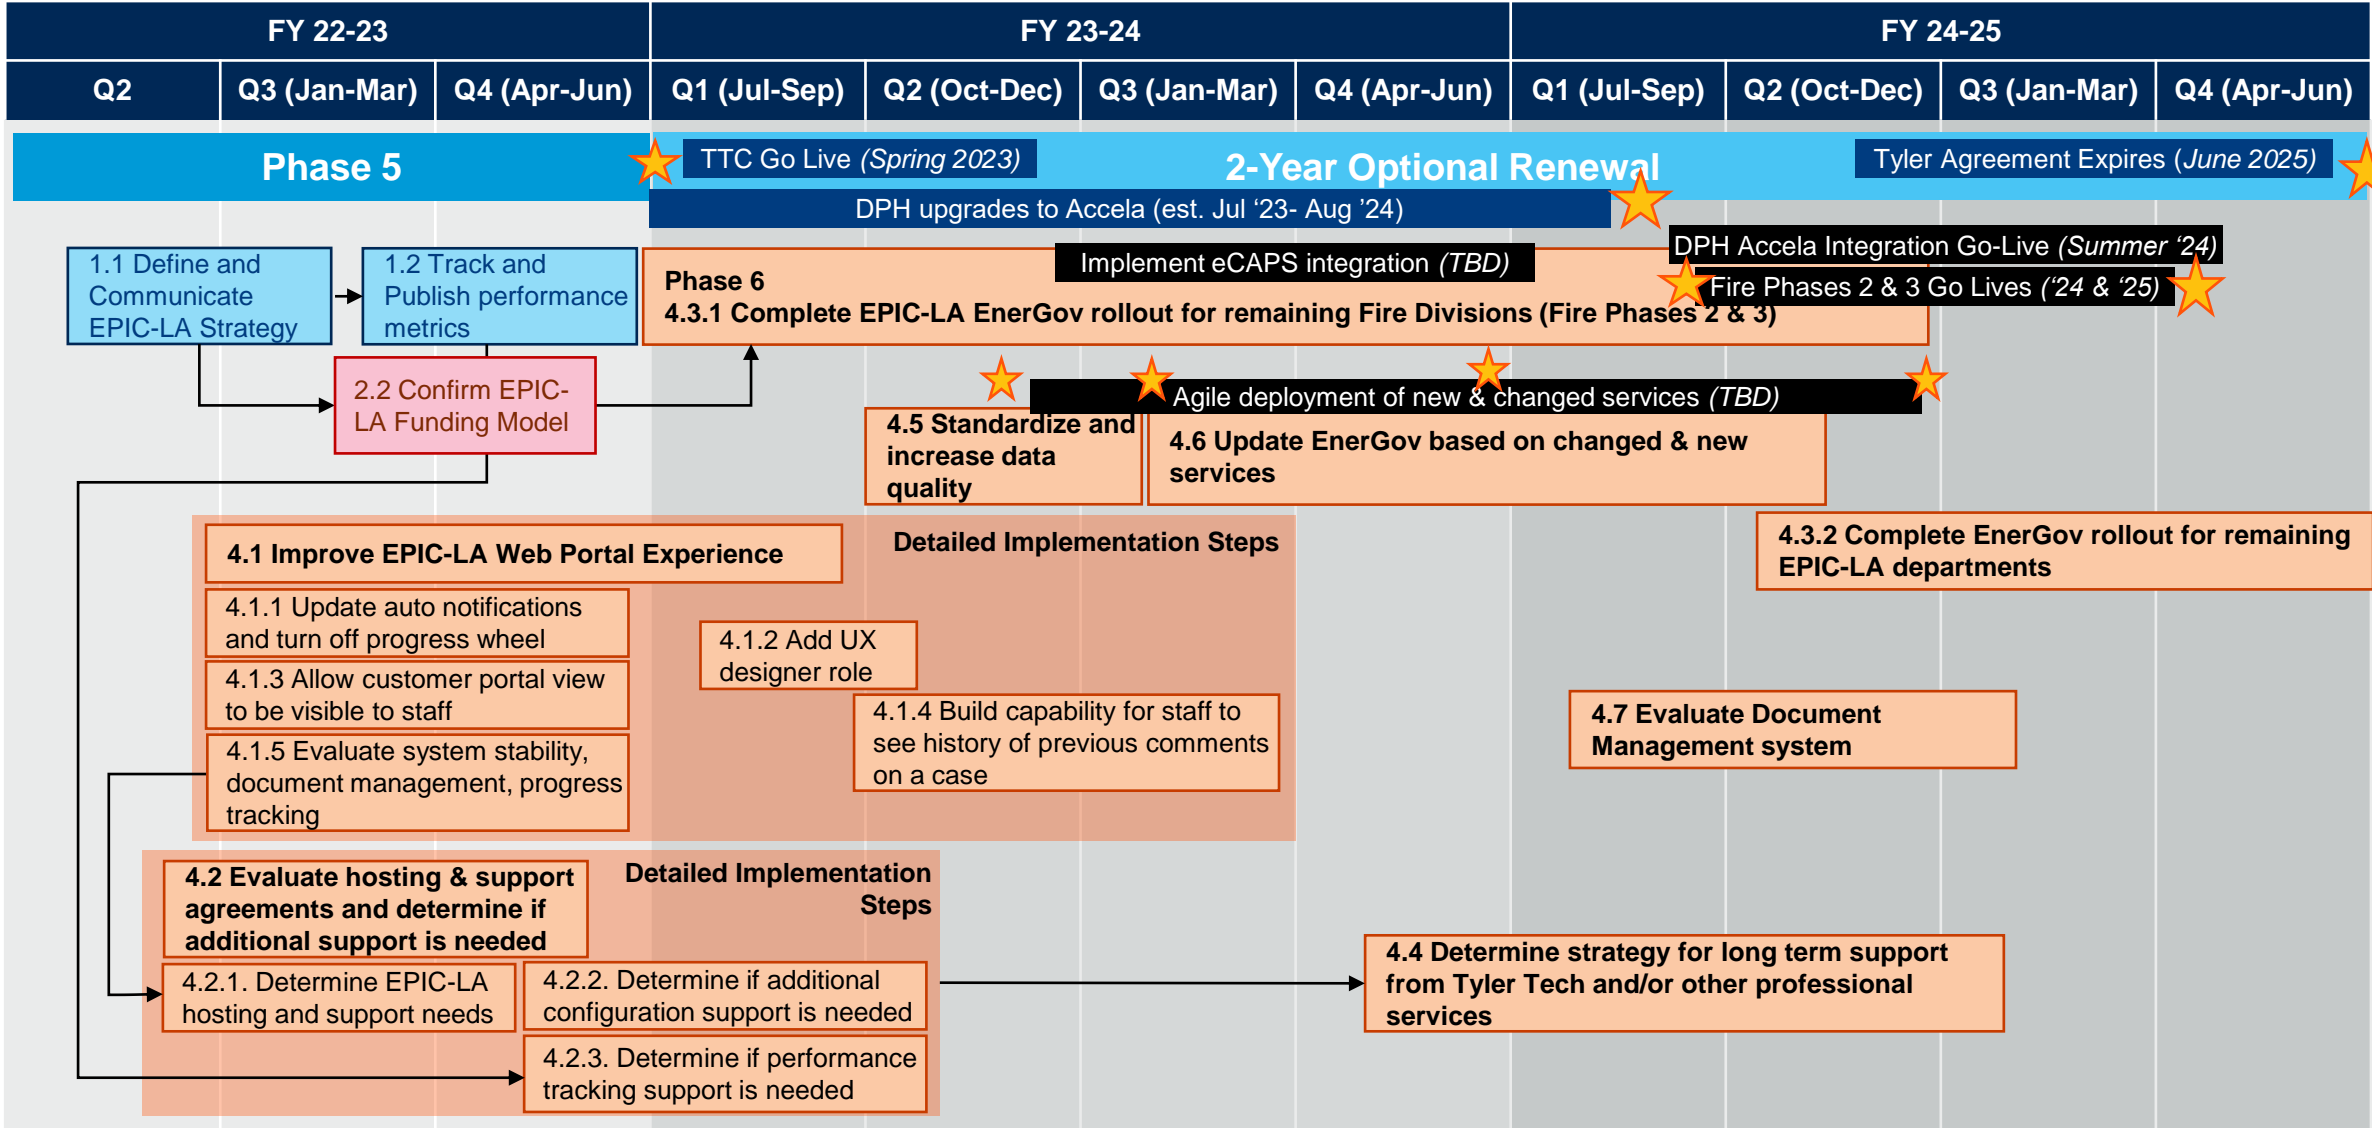 FY 22-23
FY 23-24
FY 24-25
Q2
Q3 (Jan-Mar)
Q4 (Apr-Jun)
Q1 (Jul-Sep)
Q2 (Oct-Dec)
Q3 (Jan-Mar)
Q4 (Apr-Jun)
Q1 (Jul-Sep)
Q2 (Oct-Dec)
Q3 (Jan-Mar)
Q4 (Apr-Jun)
Phase 5
TTC Go Live (Spring 2023)
2-Year Optional Renewal
Tyler Agreement Expires (June 2025)
DPH upgrades to Accela (est. Jul ‘23- Aug ’24)
1.1 Define and
Communicate
EPIC-LA Strategy
1.2 Track and
Publish performance
metrics
Phase 6
4.3.1 Complete EPIC-LA EnerGov rollout for remaining Fire Divisions (Fire Phases 2 & 3)
Implement eCAPS integration (TBD)
DPH Accela Integration Go-Live (Summer ‘24)
Fire Phases 2 & 3 Go Lives (‘24 & ‘25)
2.2 Confirm EPIC-
LA Funding Model
Agile deployment of new & changed services (TBD)
4.5 Standardize and
increase data
quality
4.6 Update EnerGov based on changed & new
services
Detailed Implementation Steps
4.1 Improve EPIC-LA Web Portal Experience
4.3.2 Complete EnerGov rollout for remaining
EPIC-LA departments
4.1.1 Update auto notifications
and turn off progress wheel
4.1.2 Add UX
designer role
4.1.3 Allow customer portal view
to be visible to staff
4.1.4 Build capability for staff to
see history of previous comments
on a case
4.7 Evaluate Document
Management system
4.1.5 Evaluate system stability,
document management, progress
tracking
4.2 Evaluate hosting & support
agreements and determine if
additional support is needed
Detailed Implementation
Steps
4.2.1. Determine EPIC-LA
hosting and support needs
4.2.2. Determine if additional
configuration support is needed
4.4 Determine strategy for long term support
from Tyler Tech and/or other professional
services
4.2.3. Determine if performance
tracking support is needed